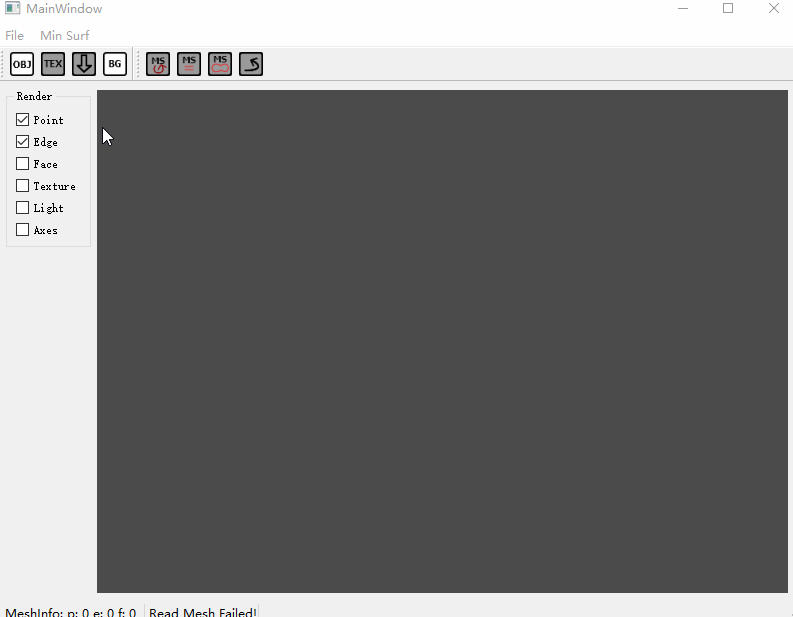 MainWindow
File Min Surf
OBJ TEX BG MS MS MS
Render
Point
Edge
Face
Texture
Light
Axes
MeshInfo: p: 0 e: 0 f: 0 Read Mesh Failed!